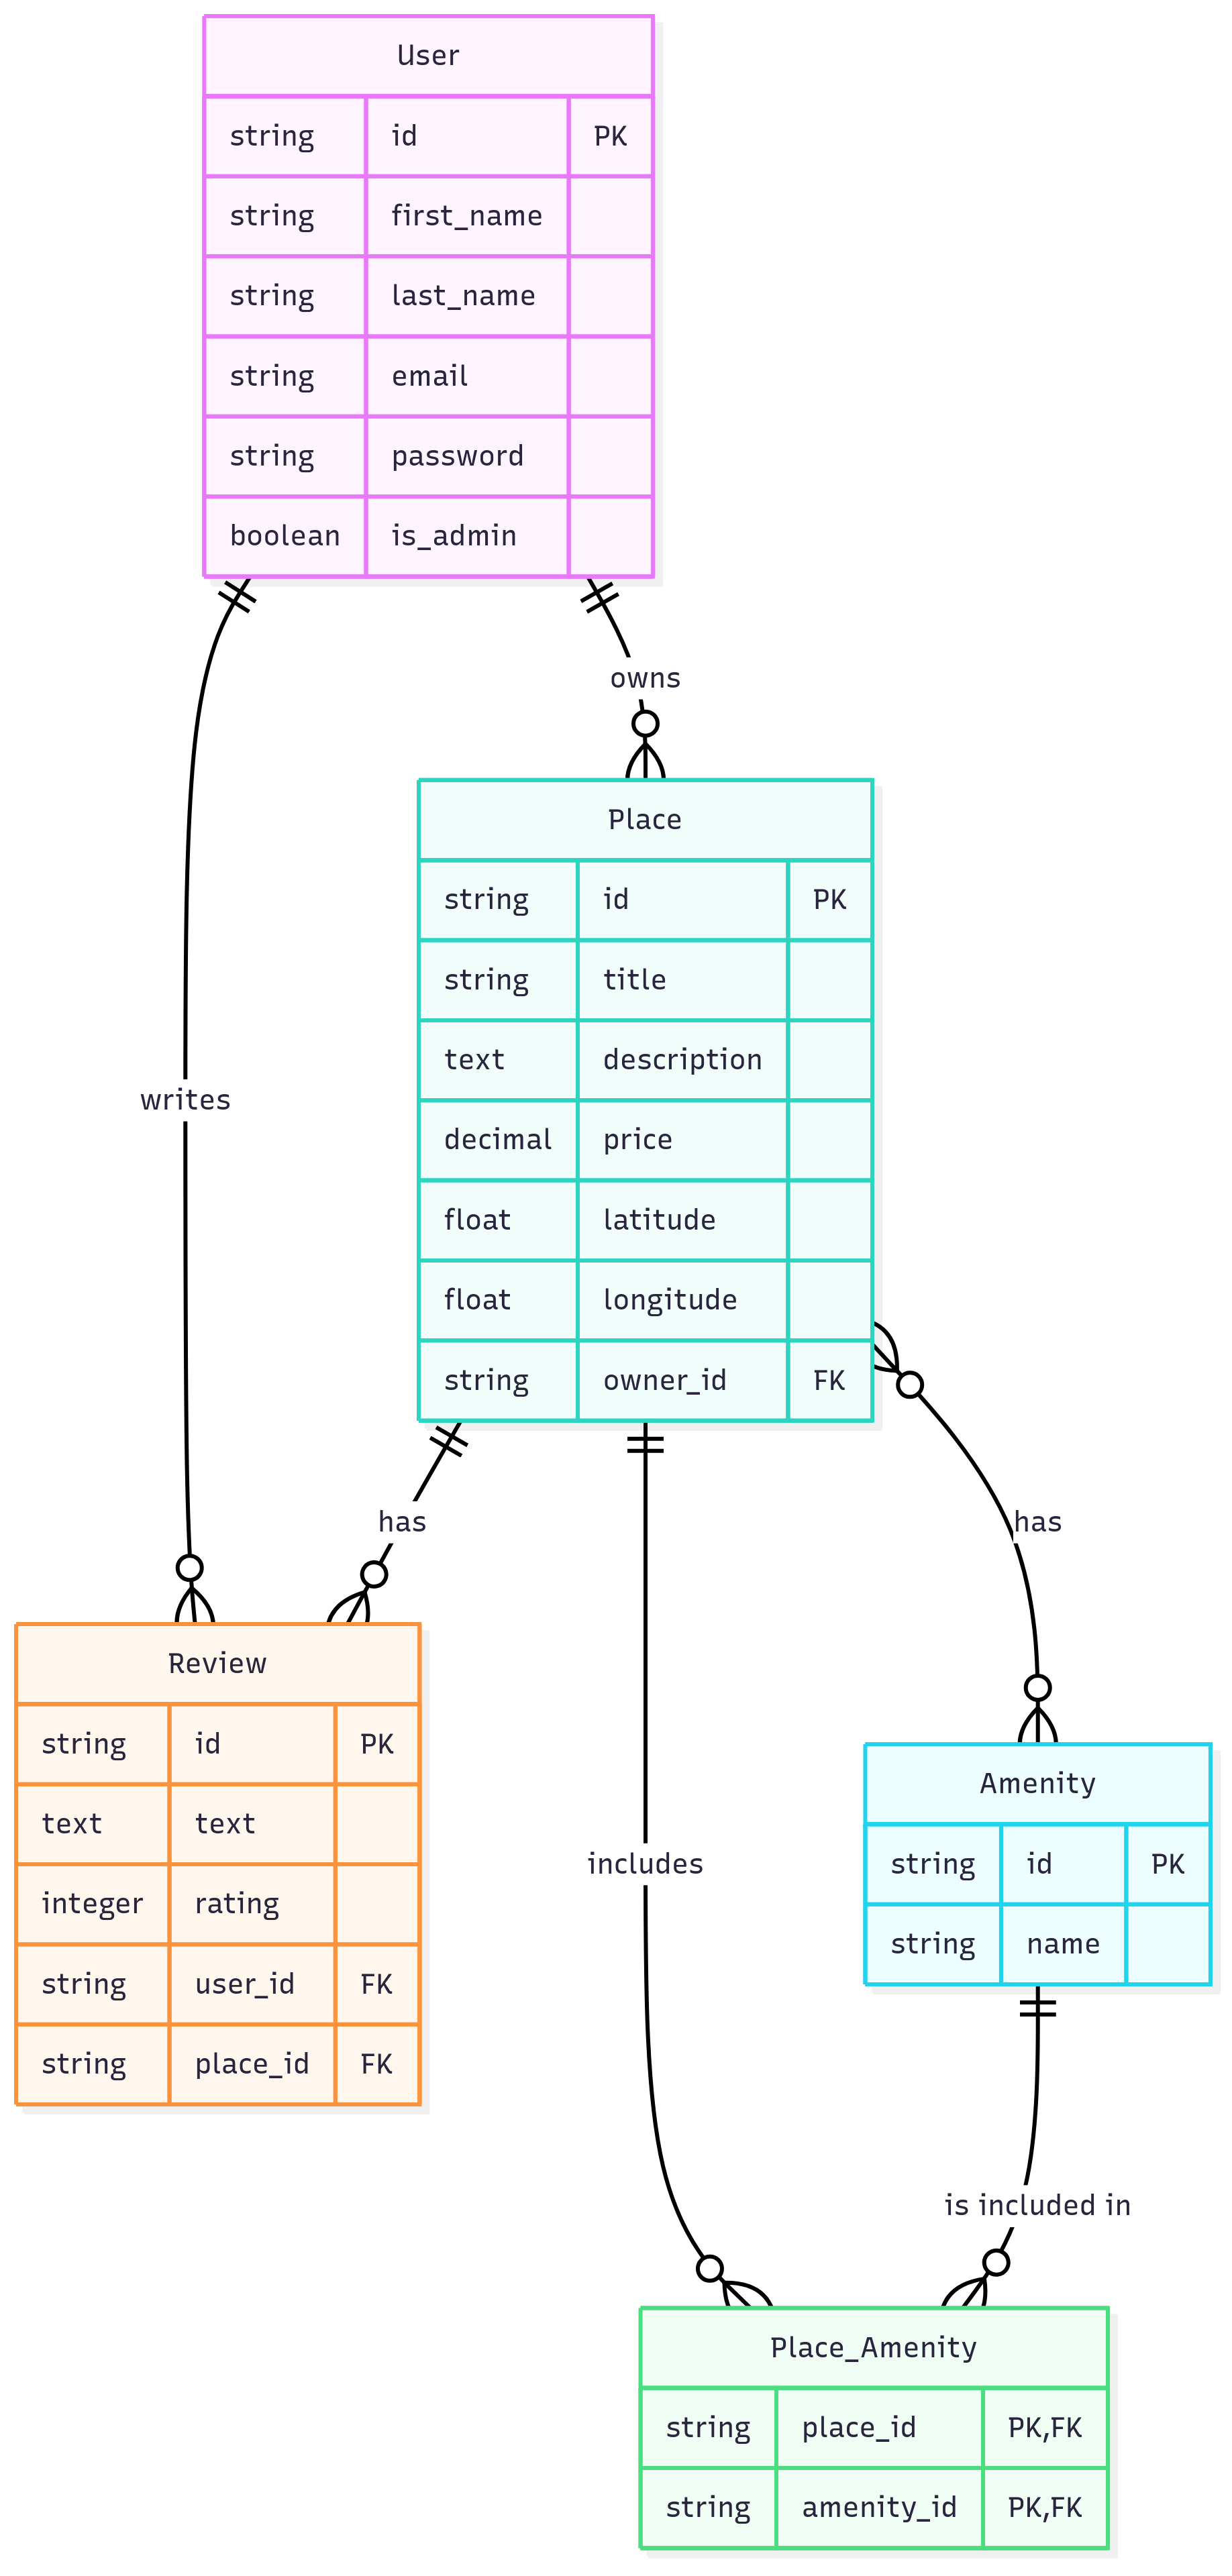 User
string id PK
string first_name
string last_name
string email
string password
boolean is_admin
owns
Place
string id PK
string title
text description
decimal price
float latitude
float longitude
string owner_id FK
writes
has
has
Review
string id PK
text text
integer rating
string user_id FK
string place_id FK
includes
Amenity
string id PK
string name
is included in
Place_Amenity
string place_id PK,FK
string amenity_id PK,FK